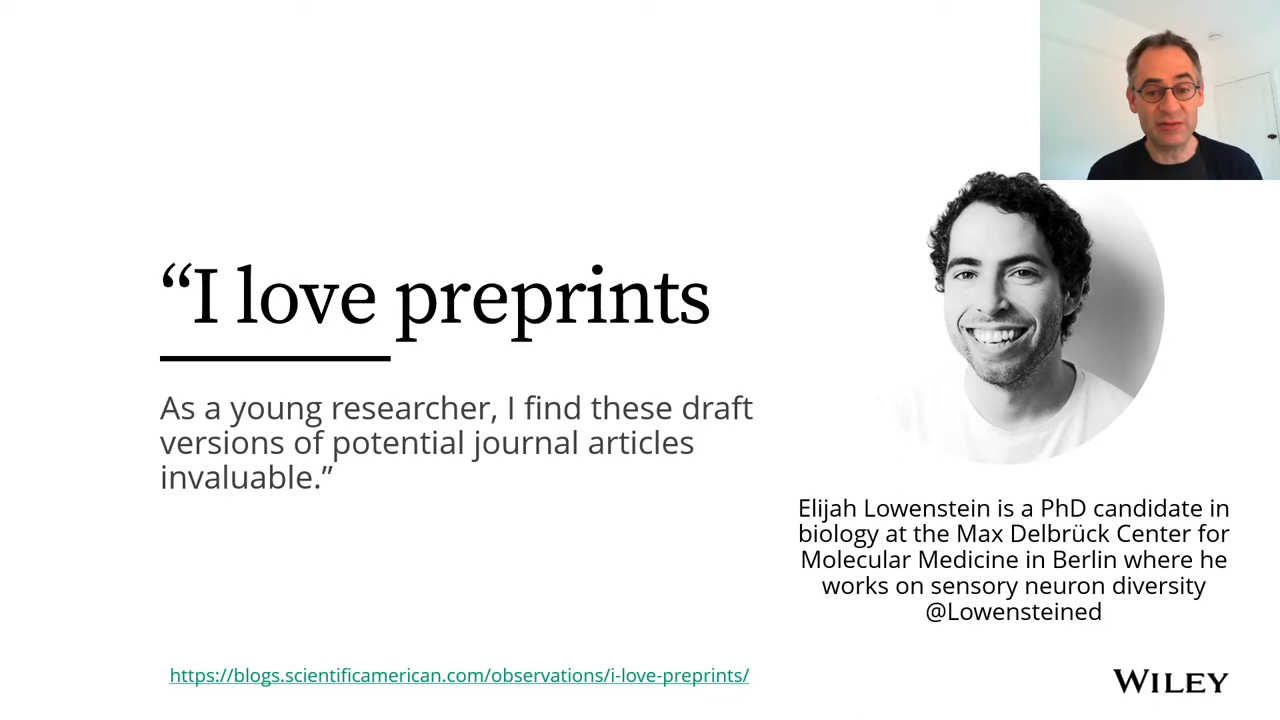 “I love preprints
As a young researcher, I find these draft
versions of potential journal articles
invaluable.”
Elijah Lowenstein is a PhD candidate in
biology at the Max Delbrück Center for
Molecular Medicine in Berlin where he
works on sensory neuron diversity
@Lowensteined
https://blogs.scientificamerican.com/observations/i-love-preprints/
WILEY